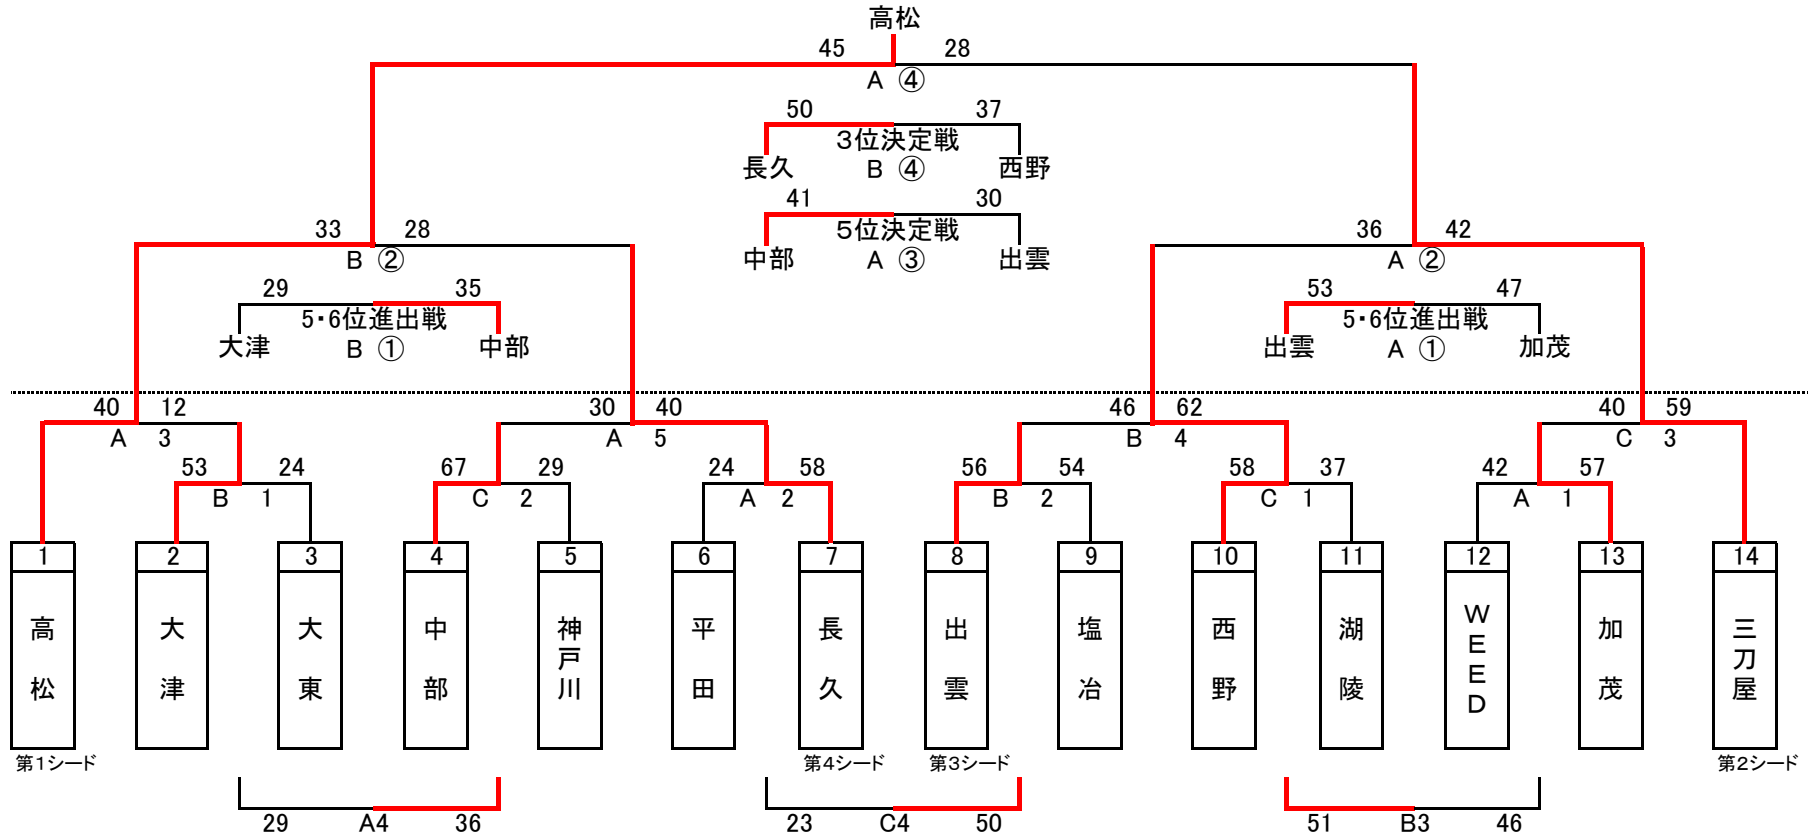 高松
45 28
A ④
50 37
3位決定戦
長久 B ④ 西野
41 30
5位決定戦
中部 A ③ 出雲
33 28
B ②
36 42
A ②
29 35
5・6位進出戦
大津 B ① 中部
53 47
5・6位進出戦
出雲 A ① 加茂
40 12 30 40 46 62 40 59
A 3 A 5 B 4 C 3
53 24 67 29 24 58 56 54 58 37 42 57
B 1 C 2 A 2 B 2 C 1 A 1
1 2 3 4 5 6 7 8 9 10 11 12 13 14
高松
大津
大東
中部
神戸川
平田
長久
出雲
塩冶
西野
湖陵
WEED
加茂
三刀屋
第1シード 第4シード 第3シード 第2シード
29 A4 36 23 C4 50 51 B3 46